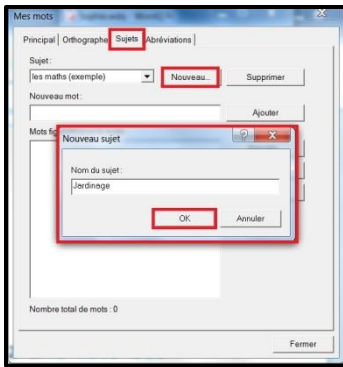 Mes mots
Principal Orthographe Sujets Abréviations
Sujet :
les maths (exemple) Nouveau... Supprimer
Nouveau mot :
Ajouter
Mots
Nouveau sujet
Nom du sujet :
Jardinage
OK Annuler
Nombre total de mots : 0
Fermer